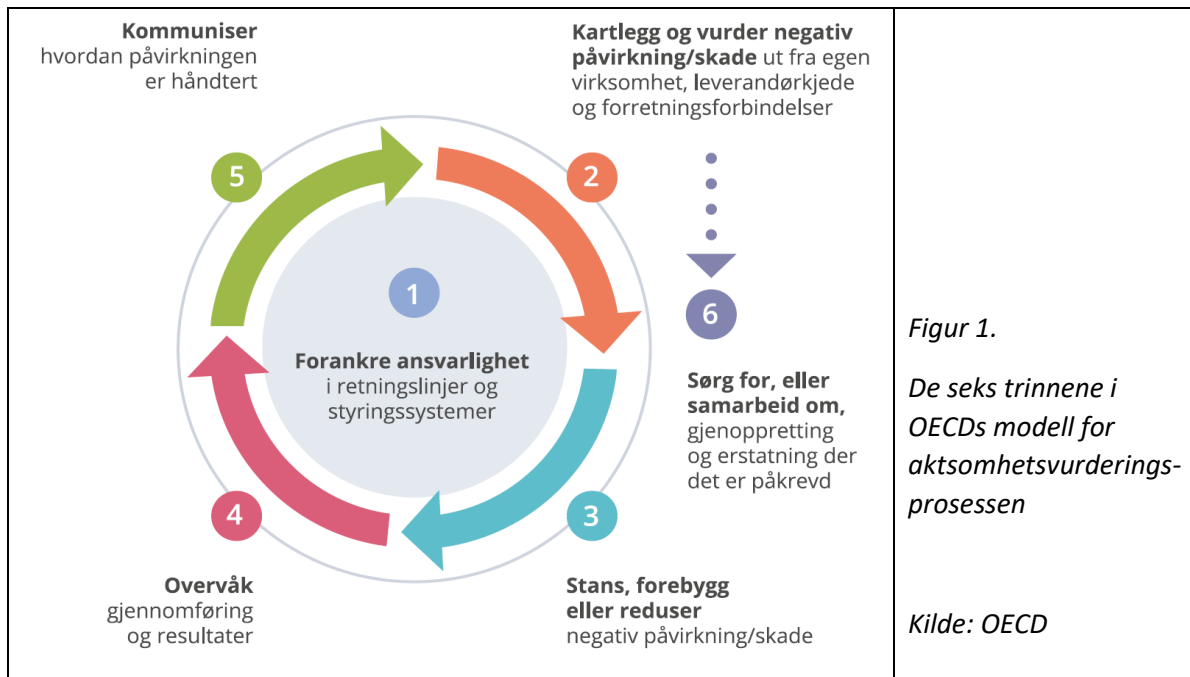 Kommuniser
hvordan påvirkningen
er håndtert
Kartlegg og vurder negativ
påvirkning/skade ut fra egen
virksomhet, leverandørkjede
og forretningsforbindelser
5
2
1
Forankre ansvarlighet
i retningslinjer og
styringssystemer
6
Sørg for, eller
samarbeid om,
gjenoppretting
og erstatning der
det er påkrevd
4
3
Overvåk
gjennomføring
og resultater
Stans, forebygg
eller reduser
negativ påvirkning/skade
Figur 1.
De seks trinnene i
OECDs modell for
aktsomhetsvurderings-
prosessen
Kilde: OECD